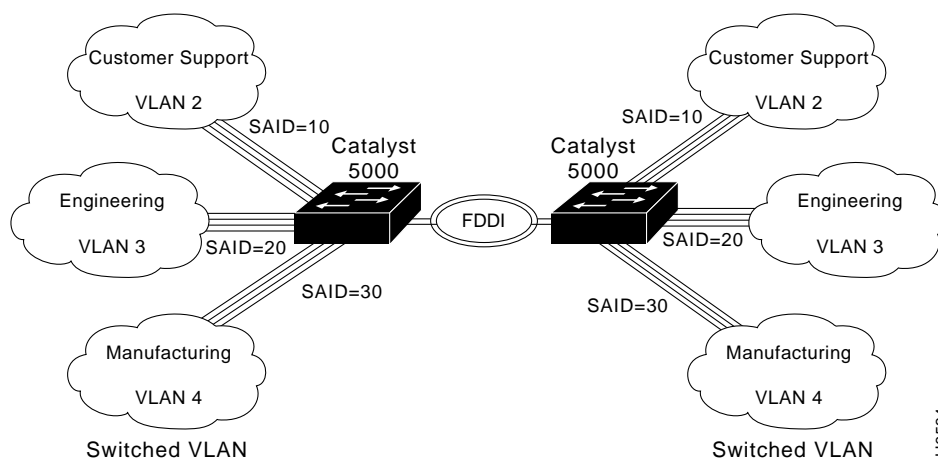 Customer Support
VLAN 2
SAID=10
Catalyst
5000
Engineering
VLAN 3
SAID=20
SAID=30
Manufacturing
VLAN 4
Switched VLAN
FDDI
Customer Support
VLAN 2
SAID=10
Catalyst
5000
Engineering
VLAN 3
SAID=20
SAID=30
Manufacturing
VLAN 4
Switched VLAN